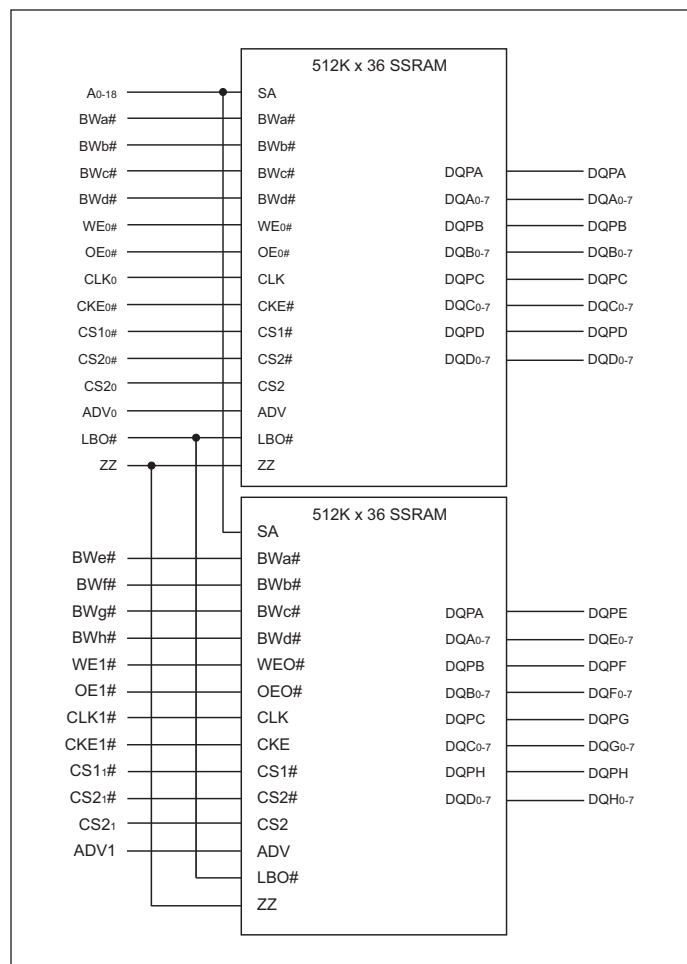 512K x 36 SSRAM
A0-18 SA
BWa# BWa#
BWb# BWb#
BWc# BWc# DQPA DQPA
BWd# BWd# DQA0-7 DQA0-7
WE0# WE0# DQPB DQPB
OE0# OE0# DQB0-7 DQB0-7
CLK0 CLK DQPC DQPC
CKE0# CKE# DQC0-7 DQC0-7
CS10# CS1# DQPD DQPD
CS20# CS2# DQD0-7 DQD0-7
CS20 CS2
ADV0 ADV
LBO# LBO#
ZZ ZZ
512K x 36 SSRAM
SA
BWe# BWa#
BWf# BWb#
BWg# BWc# DQPA DQPE
BWh# BWd# DQA0-7 DQE0-7
WE1# WEO# DQPB DQPF
OE1# OEO# DQB0-7 DQF0-7
CLK1# CLK DQPC DQPG
CKE1# CKE DQC0-7 DQG0-7
CS11# CS1# DQPH DQPH
CS21# CS2# DQD0-7 DQH0-7
CS21 CS2
ADV1 ADV
LBO#
ZZ